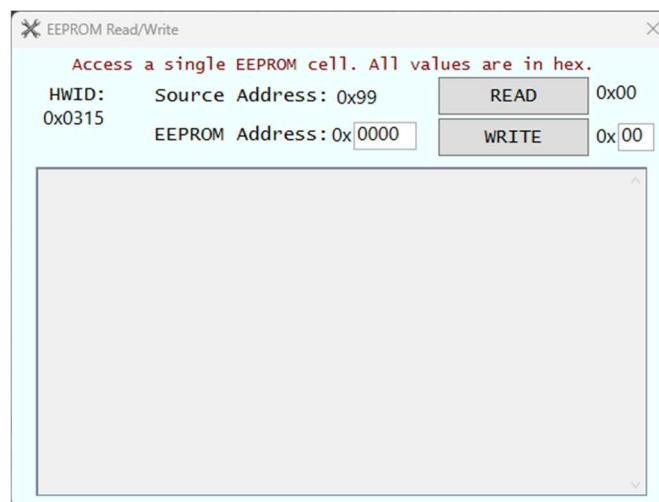 EEPROM Read/Write
Access a single EEPROM cell. All values are in hex.
HWID: Source Address: 0x99 READ 0x00
0x0315
EEPROM Address: 0x 0000 WRITE 0x 00